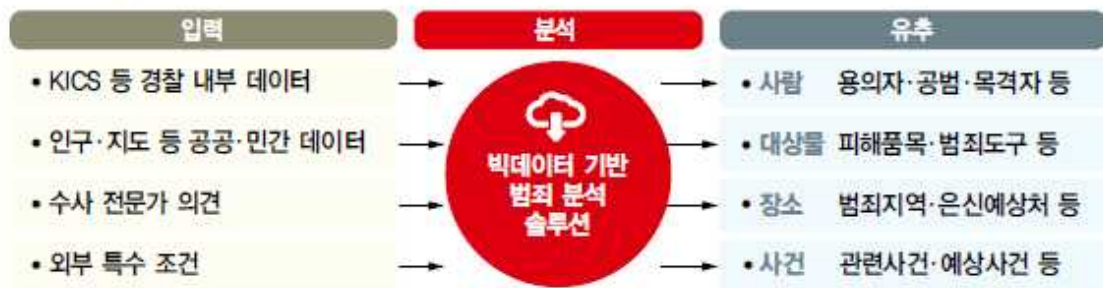 입력
분석
유추
• KICS 등 경찰 내부 데이터
• 인구·지도 등 공공·민간 데이터
• 수사 전문가 의견
• 외부 특수 조건
빅데이터 기반
범죄 분석
솔루션
• 사람 용의자·공범·목격자 등
• 대상물 피해품목·범죄도구 등
• 장소 범죄지역·은신예상처 등
• 사건 관련사건·예상사건 등